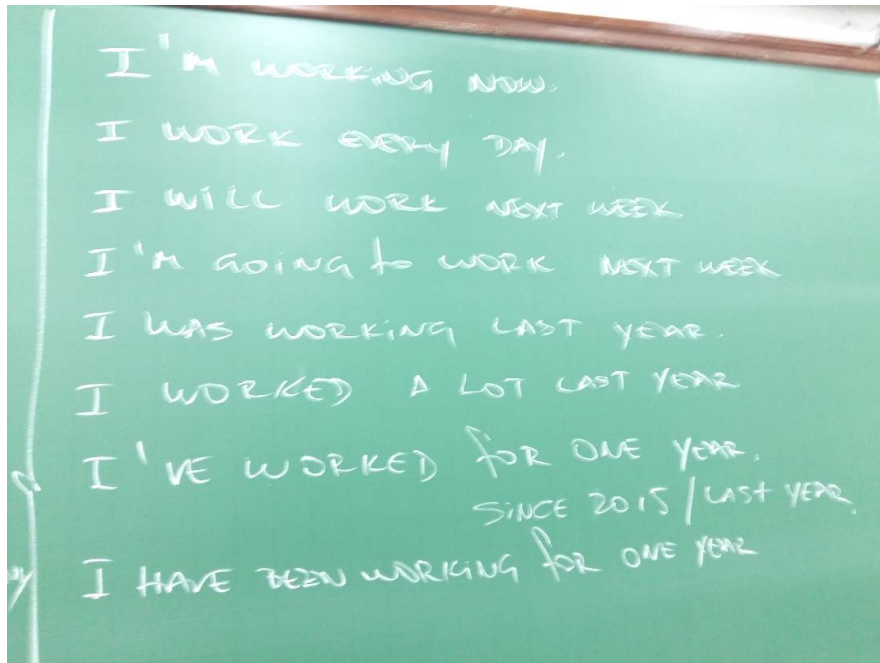 I'M WORKING NOW.
I WORK EVERY DAY.
I WILL WORK NEXT WEEK
I'M GOING to WORK NEXT WEEK
I WAS WORKING LAST YEAR.
I WORKED A LOT LAST YEAR
I'VE WORKED for ONE YEAR.
SINCE 2015 / LAST YEAR.
I HAVE BEEN WORKING for ONE YEAR